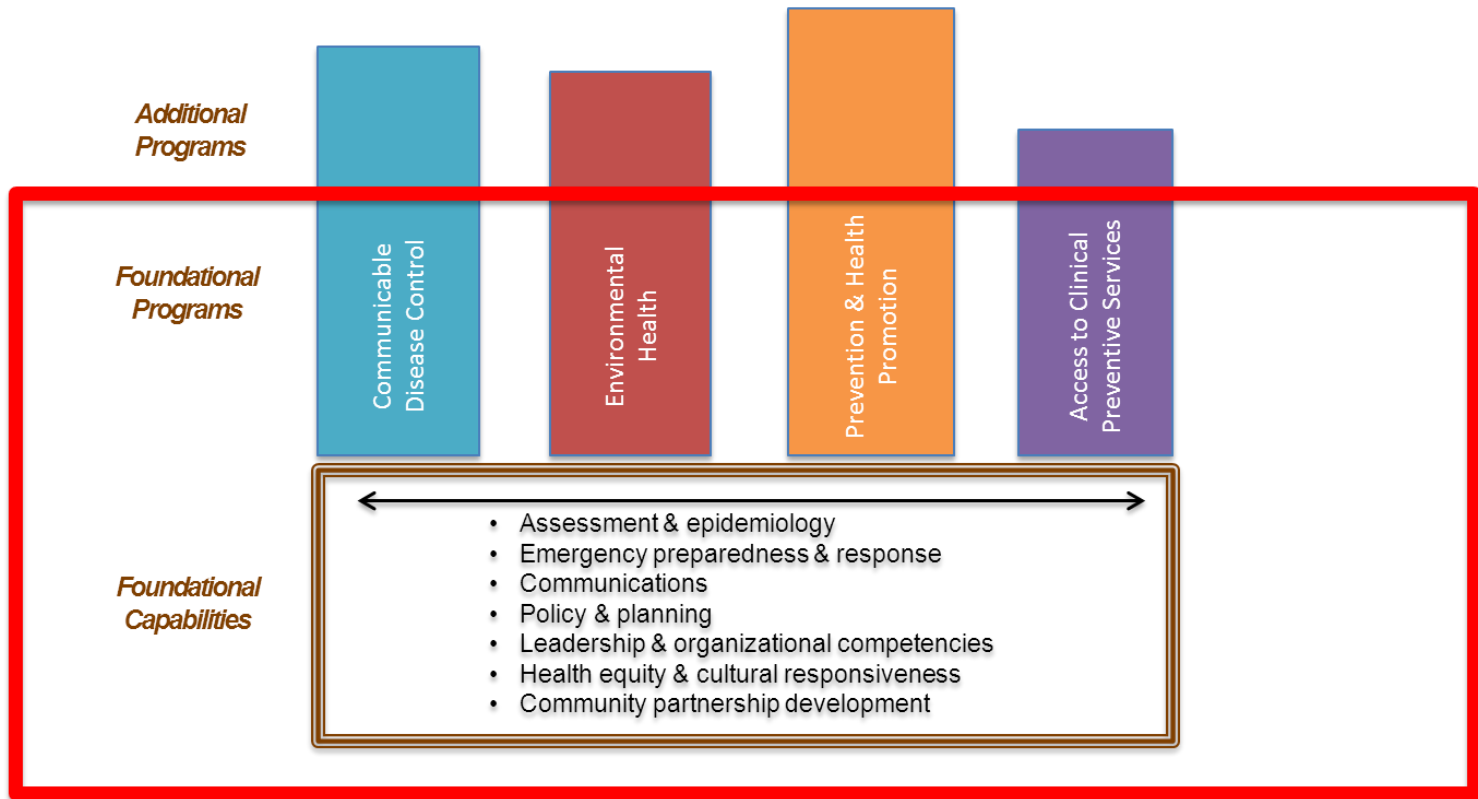 Additional
Programs
Foundational
Programs
Communicable
Disease Control
Environmental
Health
Prevention & Health
Promotion
Access to Clinical
Preventive Services
Foundational
Capabilities
• Assessment & epidemiology
• Emergency preparedness & response
• Communications
• Policy & planning
• Leadership & organizational competencies
• Health equity & cultural responsiveness
• Community partnership development